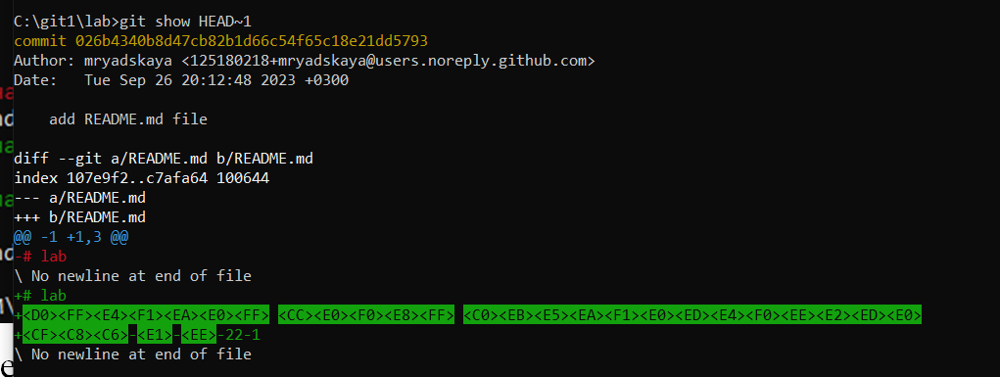 C:\git1\lab>git show HEAD~1
commit 026b4340b8d47cb82b1d66c54f65c18e21dd5793
Author: mryadskaya <125180218+mryadskaya@users.noreply.github.com>
Date:   Tue Sep 26 20:12:48 2023 +0300
    add README.md file
diff --git a/README.md b/README.md
index 107e9f2..c7afa64 100644
--- a/README.md
+++ b/README.md
@@ -1 +1,3 @@
-# lab
\ No newline at end of file
+# lab
+<D0><FF><E4><F1><EA><E0><FF> <CC><E0><F0><E8><FF> <C0><EB><E5><EA><F1><E0><ED><E4><F0><EE><E2><ED><E0>
+<CF><C8><C6>-<E1>-<EE>-22-1
\ No newline at end of file